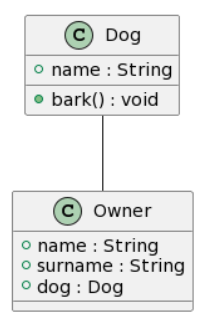 C Dog
name : String
bark() : void
C Owner
name : String
surname : String
dog : Dog